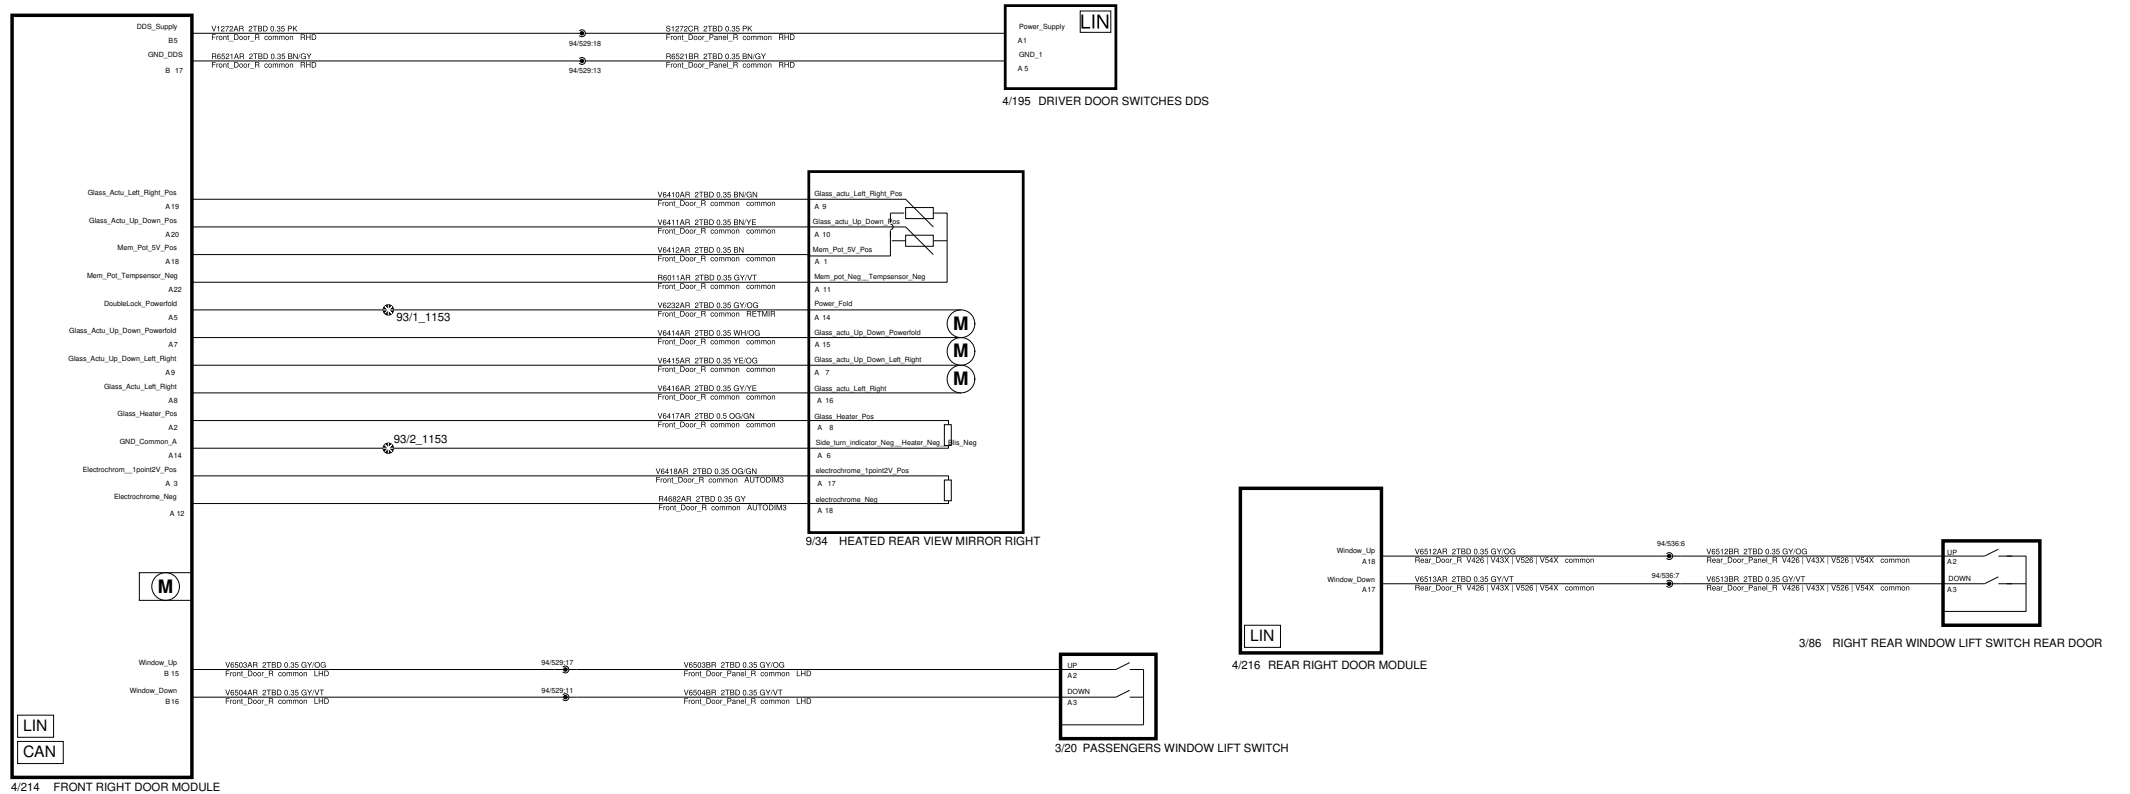 DDS_Supply
B5
V1272AR 2TBD 0.35 PK
Front_Door_R common RHD
94/529:18
S1272CR 2TBD 0.35 PK
Front_Door_Panel_R common RHD
Power_Supply
A1
LIN
GND_DDS
B 17
R6521AR 2TBD 0.35 BN/GY
Front_Door_R common RHD
94/529:13
R6521BR 2TBD 0.35 BN/GY
Front_Door_Panel_R common RHD
GND_1
A 5
4/195 DRIVER DOOR SWITCHES DDS
Glass_Actu_Left_Right_Pos
A19
V6410AR 2TBD 0.35 BN/GN
Front_Door_R common common
Glass_actu_Left_Right_Pos
A 9
Glass_Actu_Up_Down_Pos
A20
V6411AR 2TBD 0.35 BN/YE
Front_Door_R common common
Glass_actu_Up_Down_Pos
A 10
Mem_Pot_5V_Pos
A18
V6412AR 2TBD 0.35 BN
Front_Door_R common common
Mem_Pot_5V_Pos
A 1
Mem_Pot_Tempsensor_Neg
A22
R6011AR 2TBD 0.35 GY/VT
Front_Door_R common common
Mem_pot_Neg__Tempsensor_Neg
A 11
DoubleLock_Powerfold
A5
93/1_1153
V6232AR 2TBD 0.35 GY/OG
Front_Door_R common RETMIR
Power_Fold
A 14
M
Glass_Actu_Up_Down_Powerfold
A7
V6414AR 2TBD 0.35 WH/OG
Front_Door_R common common
Glass_actu_Up_Down_Powerfold
A 15
M
Glass_Actu_Up_Down_Left_Right
A9
V6415AR 2TBD 0.35 YE/OG
Front_Door_R common common
Glass_actu_Up_Down_Left_Right
A 7
M
Glass_Actu_Left_Right
A8
V6416AR 2TBD 0.35 GY/YE
Front_Door_R common common
Glass_actu_Left_Right
A 16
Glass_Heater_Pos
A2
V6417AR 2TBD 0.5 OG/GN
Front_Door_R common common
Glass_Heater_Pos
A 8
GND_Common_A
A14
93/2_1153
Side_turn_indicator_Neg__Heater_Neg__Blis_Neg
A 6
Electrochrom__1point2V_Pos
A 3
V6418AR 2TBD 0.35 OG/GN
Front_Door_R common AUTODIM3
electrochrome_1point2V_Pos
A 17
Electrochrome_Neg
A 12
R4682AR 2TBD 0.35 GY
Front_Door_R common AUTODIM3
electrochrome_Neg
A 18
9/34 HEATED REAR VIEW MIRROR RIGHT
M
Window_Up
B 15
V6503AR 2TBD 0.35 GY/OG
Front_Door_R common LHD
94/529:17
V6503BR 2TBD 0.35 GY/OG
Front_Door_Panel_R common LHD
UP
A2
Window_Down
B16
V6504AR 2TBD 0.35 GY/VT
Front_Door_R common LHD
94/529:11
V6504BR 2TBD 0.35 GY/VT
Front_Door_Panel_R common LHD
DOWN
A3
3/20 PASSENGERS WINDOW LIFT SWITCH
LIN
CAN
4/214 FRONT RIGHT DOOR MODULE
Window_Up
A18
V6512AR 2TBD 0.35 GY/OG
Rear_Door_R V426 | V43X | V526 | V54X common
94/536:6
V6512BR 2TBD 0.35 GY/OG
Rear_Door_Panel_R V426 | V43X | V526 | V54X common
UP
A2
Window_Down
A17
V6513AR 2TBD 0.35 GY/VT
Rear_Door_R V426 | V43X | V526 | V54X common
94/536:7
V6513BR 2TBD 0.35 GY/VT
Rear_Door_Panel_R V426 | V43X | V526 | V54X common
DOWN
A3
LIN
3/86 RIGHT REAR WINDOW LIFT SWITCH REAR DOOR
4/216 REAR RIGHT DOOR MODULE